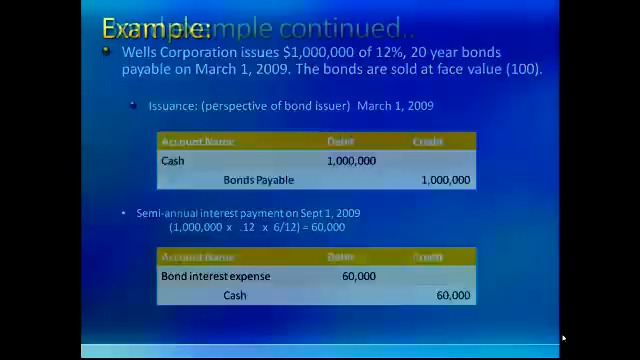 Example: Example continued..
Wells Corporation issues $1,000,000 of 12%, 20 year bonds
payable on March 1, 2009. The bonds are sold at face value (100).
Issuance: (perspective of bond issuer) March 1, 2009
Account Name Debit Credit
Cash 1,000,000
Bonds Payable 1,000,000
Semi-annual interest payment on Sept 1, 2009
(1,000,000 x .12 x 6/12) = 60,000
Account Name Debit Credit
Bond interest expense 60,000
Cash 60,000